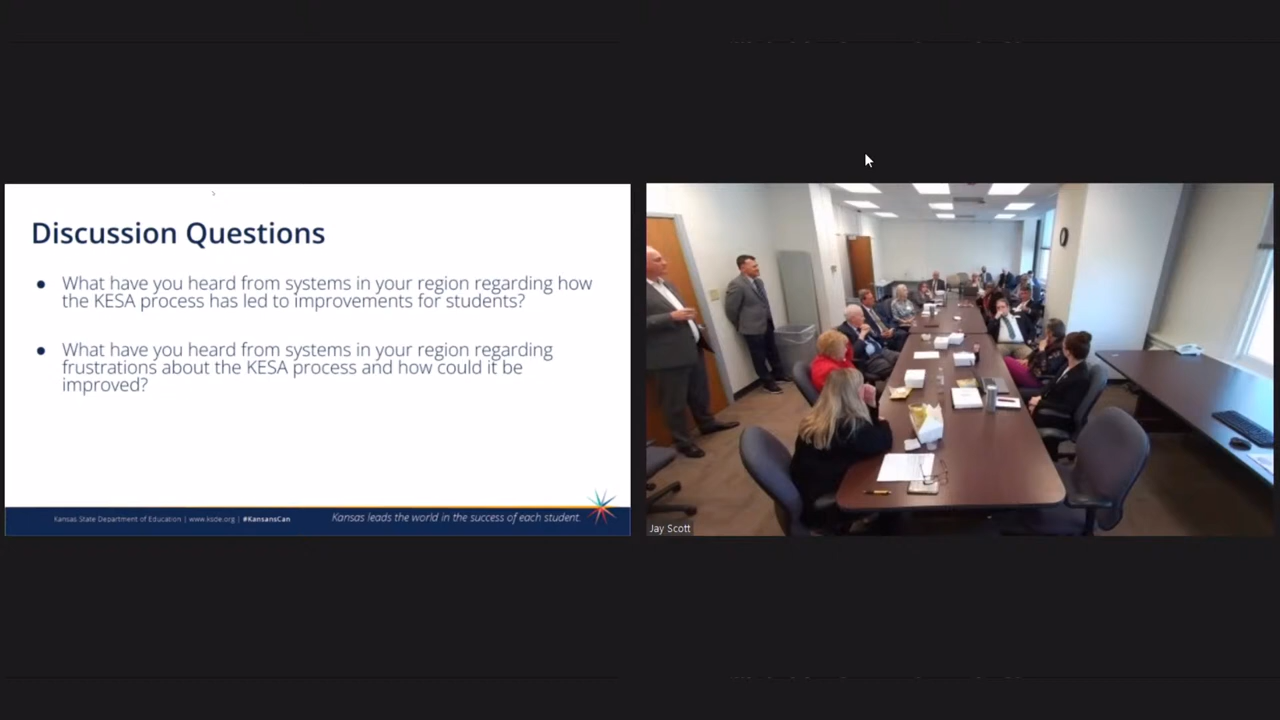 Discussion Questions
● What have you heard from systems in your region regarding how
the KESA process has led to improvements for students?
● What have you heard from systems in your region regarding
frustrations about the KESA process and how could it be
improved?
Kansas State Department of Education | www.ksde.org | #KansansCan
Kansas leads the world in the success of each student.
Jay Scott